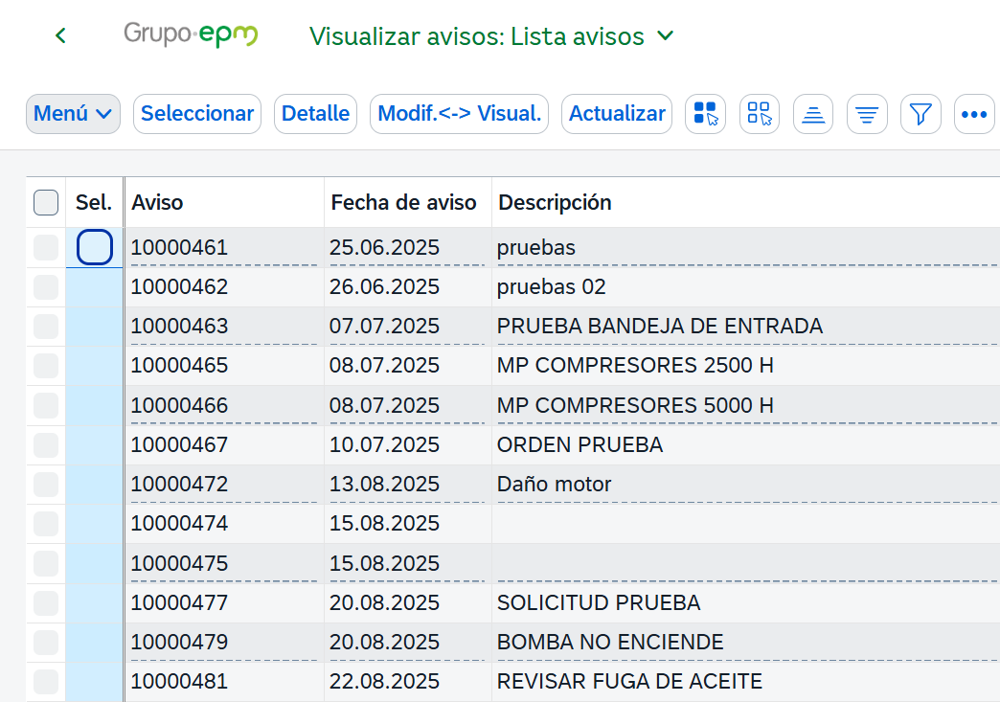 Grupo·epm Visualizar avisos: Lista avisos
Menú Seleccionar Detalle Modif.<-> Visual. Actualizar
Sel. Aviso Fecha de aviso Descripción
10000461 25.06.2025 pruebas
10000462 26.06.2025 pruebas 02
10000463 07.07.2025 PRUEBA BANDEJA DE ENTRADA
10000465 08.07.2025 MP COMPRESORES 2500 H
10000466 08.07.2025 MP COMPRESORES 5000 H
10000467 10.07.2025 ORDEN PRUEBA
10000472 13.08.2025 Daño motor
10000474 15.08.2025
10000475 15.08.2025
10000477 20.08.2025 SOLICITUD PRUEBA
10000479 20.08.2025 BOMBA NO ENCIENDE
10000481 22.08.2025 REVISAR FUGA DE ACEITE